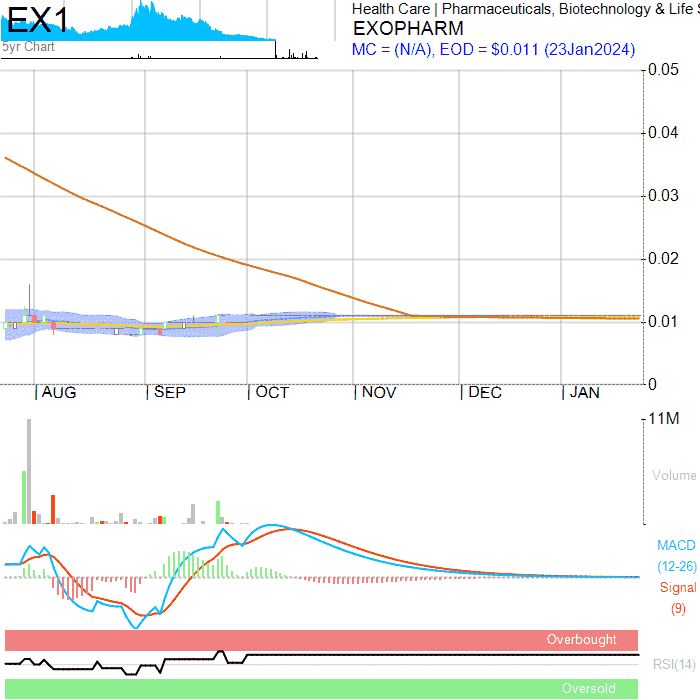 EX1
5yr Chart
Health Care | Pharmaceuticals, Biotechnology & Life S
EXOPHARM
MC = (N/A), EOD = $0.011 (23Jan2024)
0.05
0.04
0.03
0.02
0.01
0
AUG SEP OCT NOV DEC JAN
11M
Volume
MACD
(12-26)
Signal
(9)
Overbought
RSI(14)
Oversold